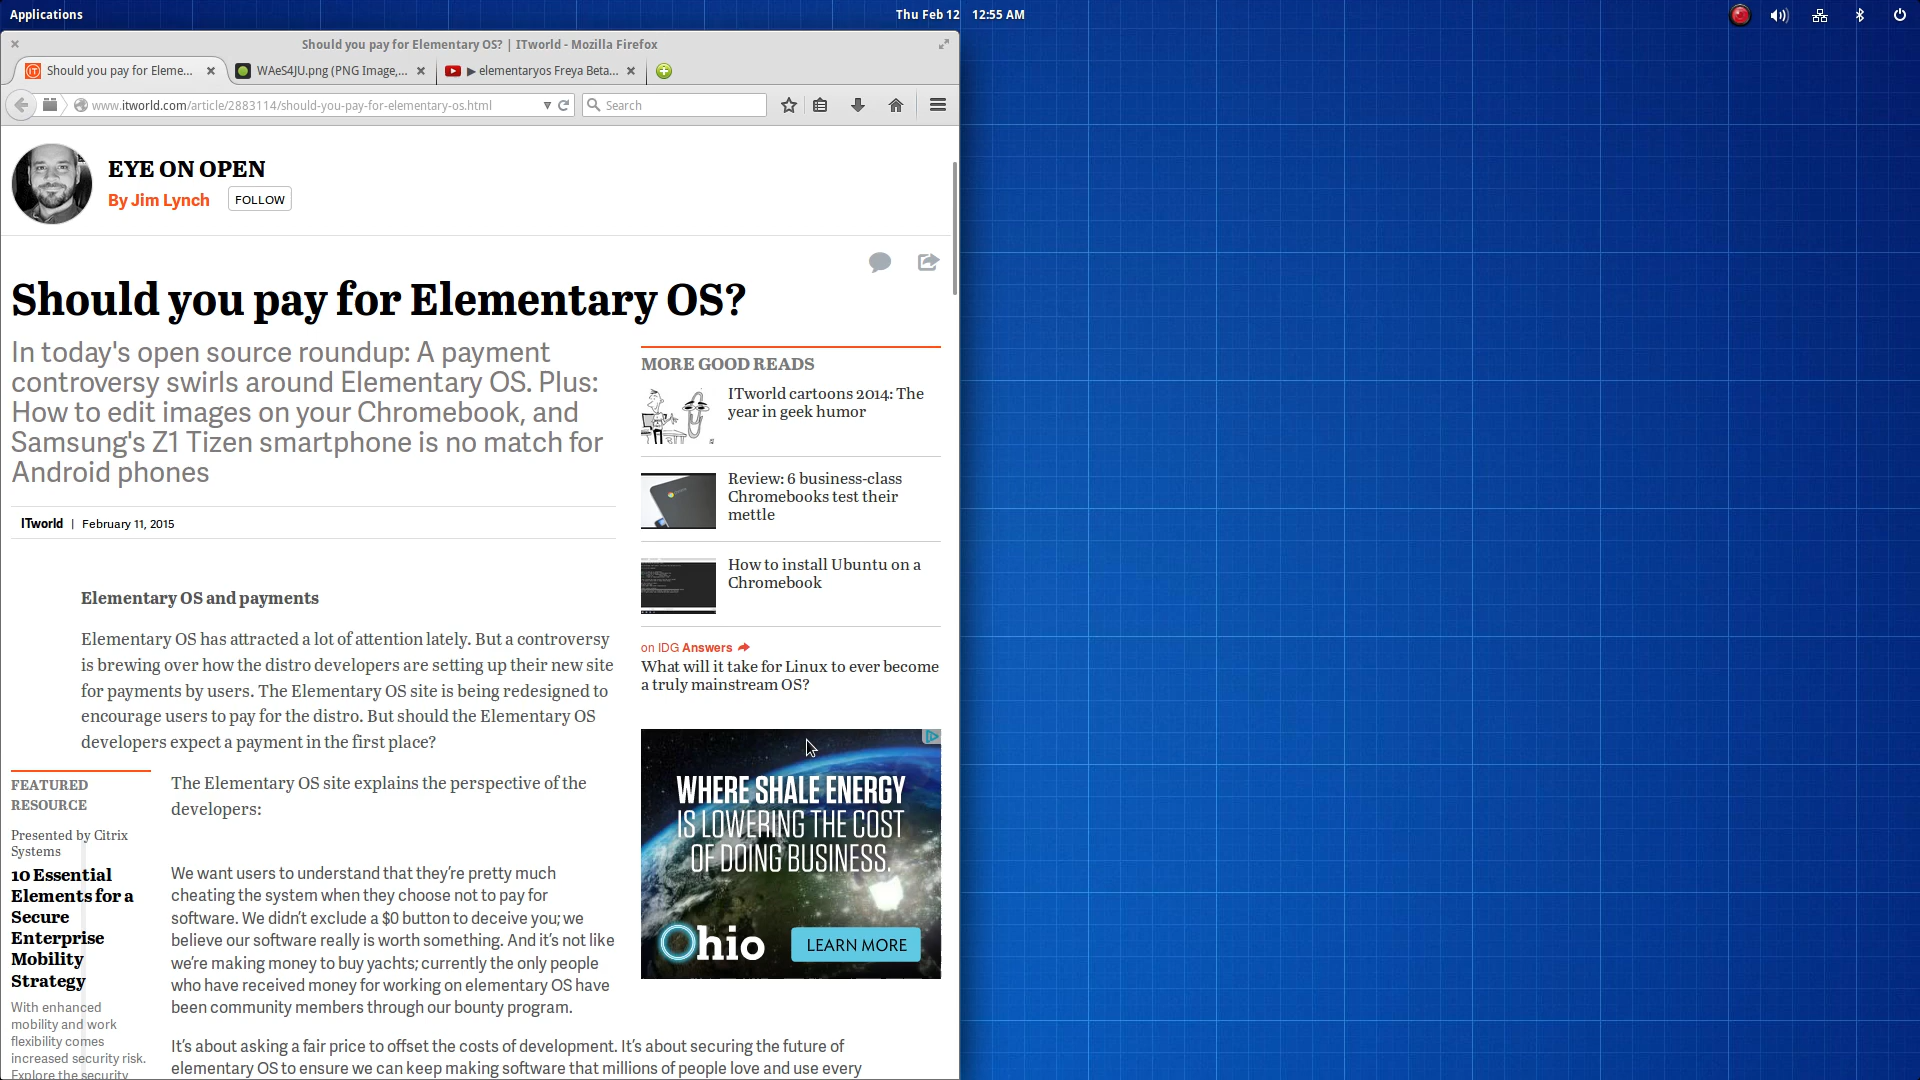 Applications
Thu Feb 12 12:55 AM
Should you pay for Elementary OS? | ITworld - Mozilla Firefox
Should you pay for Eleme...
WAeS4JU.png (PNG Image,...
▶ elementaryos Freya Beta...
www.itworld.com/article/2883114/should-you-pay-for-elementary-os.html
Search
EYE ON OPEN
By Jim Lynch
FOLLOW
Should you pay for Elementary OS?
In today's open source roundup: A payment
controversy swirls around Elementary OS. Plus:
How to edit images on your Chromebook, and
Samsung's Z1 Tizen smartphone is no match for
Android phones
ITworld | February 11, 2015
Elementary OS and payments
Elementary OS has attracted a lot of attention lately. But a controversy
is brewing over how the distro developers are setting up their new site
for payments by users. The Elementary OS site is being redesigned to
encourage users to pay for the distro. But should the Elementary OS
developers expect a payment in the first place?
FEATURED
RESOURCE
Presented by Citrix
Systems
10 Essential
Elements for a
Secure
Enterprise
Mobility
Strategy
With enhanced
mobility and work
flexibility comes
increased security risk.
Explore the security
The Elementary OS site explains the perspective of the
developers:
We want users to understand that they're pretty much
cheating the system when they choose not to pay for
software. We didn't exclude a $0 button to deceive you; we
believe our software really is worth something. And it's not like
we're making money to buy yachts; currently the only people
who have received money for working on elementary OS have
been community members through our bounty program.
It's about asking a fair price to offset the costs of development. It's about securing the future of
elementary OS to ensure we can keep making software that millions of people love and use every
MORE GOOD READS
ITworld cartoons 2014: The
year in geek humor
Review: 6 business-class
Chromebooks test their
mettle
How to install Ubuntu on a
Chromebook
on IDG Answers
What will it take for Linux to ever become
a truly mainstream OS?
WHERE SHALE ENERGY
IS LOWERING THE COST
OF DOING BUSINESS.
Ohio
LEARN MORE